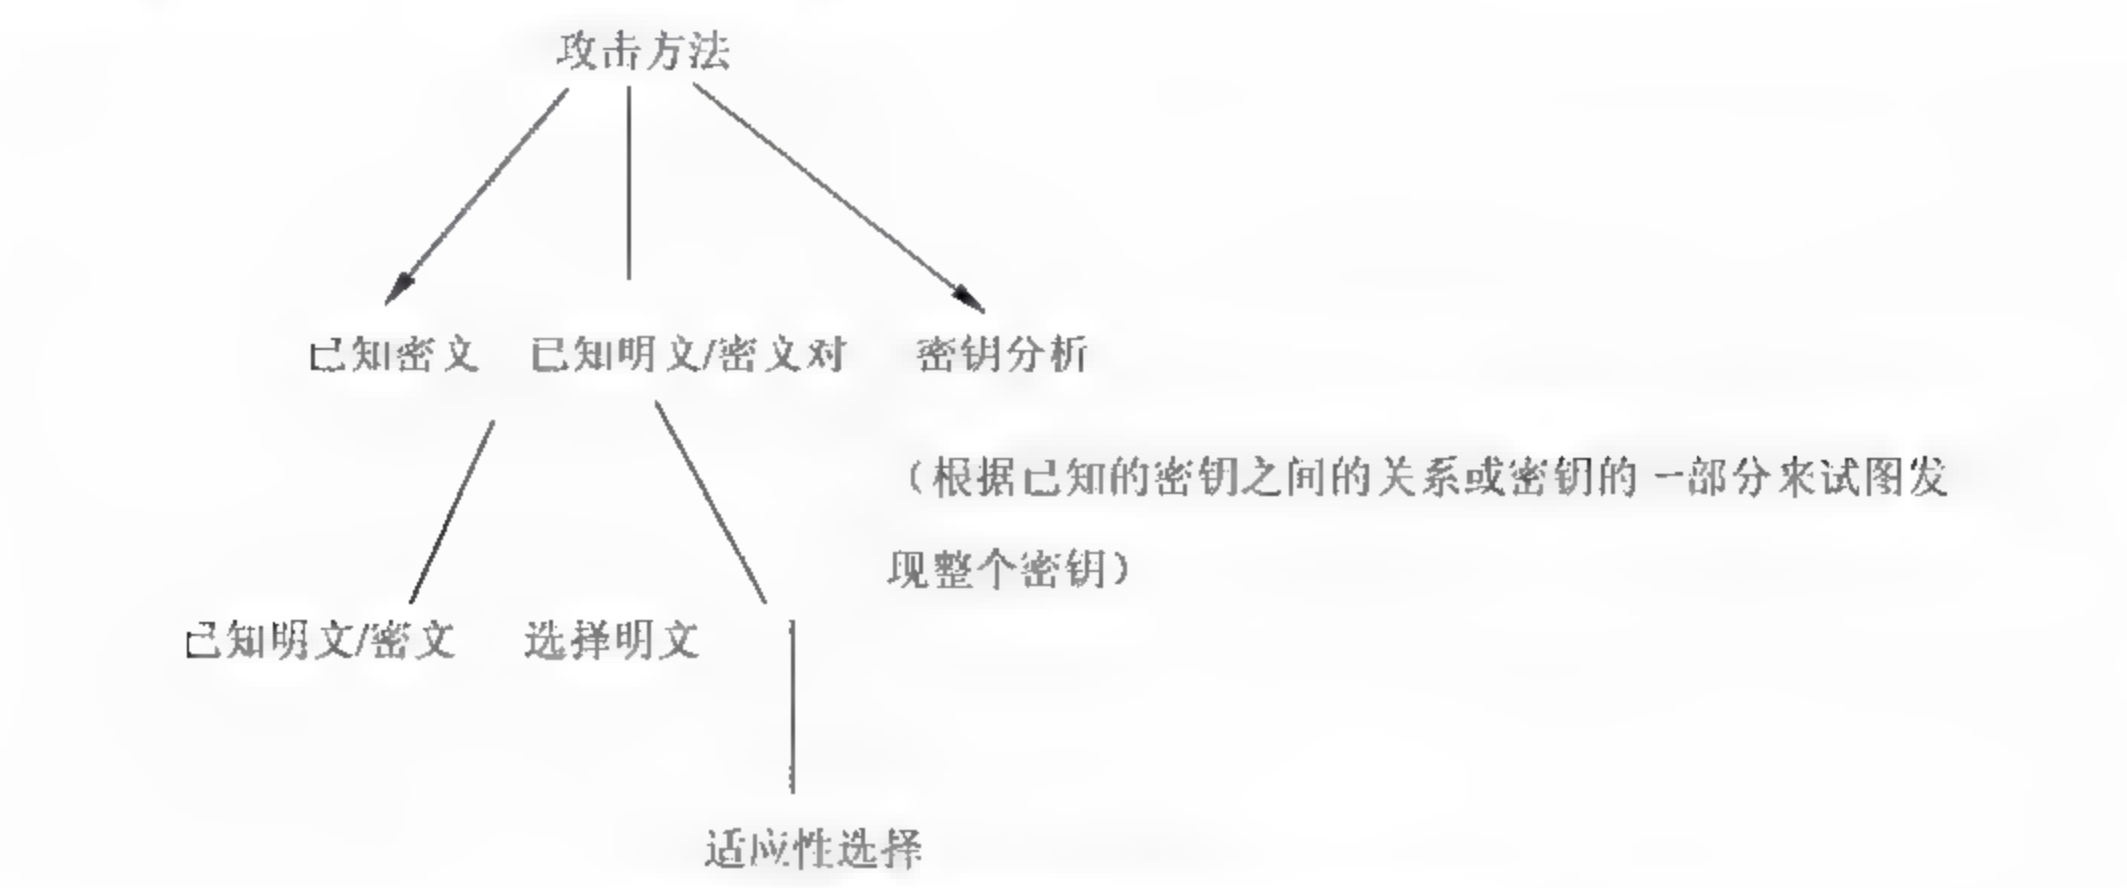 攻击方法
已知密文 已知明文/密文对 密钥分析
（根据已知的密钥之间的关系或密钥的一部分来试图发
现整个密钥）
已知明文/密文 选择明文
适应性选择